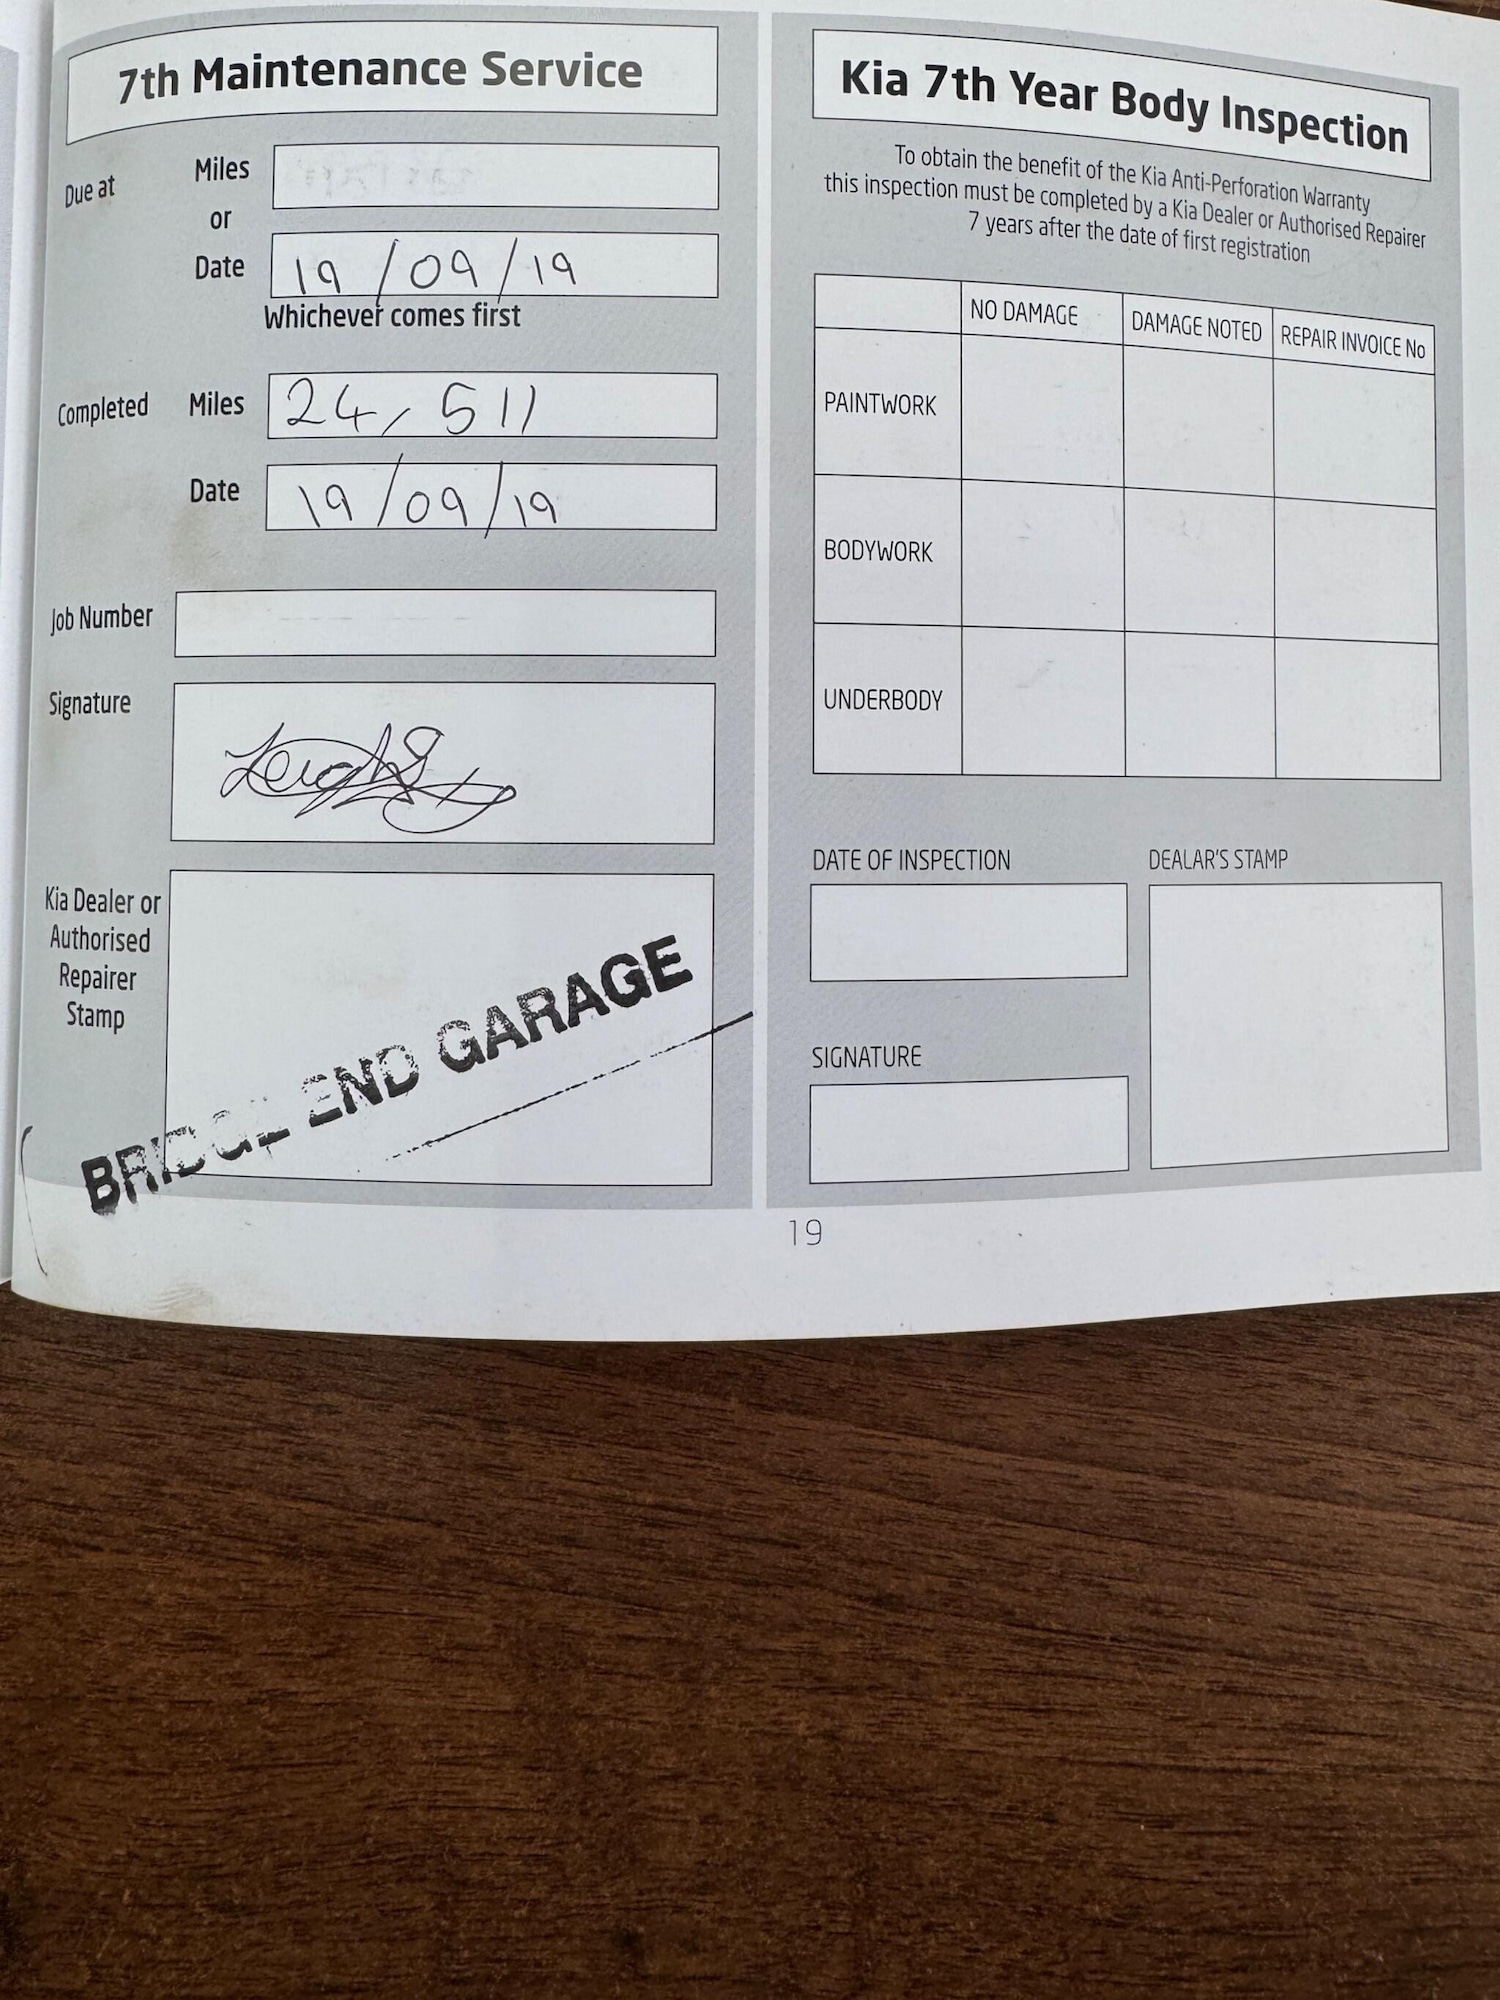 7th Maintenance Service
Due at
Miles
or
Date 19/09/19
Whichever comes first
Completed Miles 24,511
Date 19/09/19
Job Number
Signature
Kia Dealer or
Authorised
Repairer
Stamp
BRIDGE END GARAGE
Kia 7th Year Body Inspection
To obtain the benefit of the Kia Anti-Perforation Warranty
this inspection must be completed by a Kia Dealer or Authorised Repairer
7 years after the date of first registration
NO DAMAGE DAMAGE NOTED REPAIR INVOICE No
PAINTWORK
BODYWORK
UNDERBODY
DATE OF INSPECTION
DEALAR'S STAMP
SIGNATURE
19